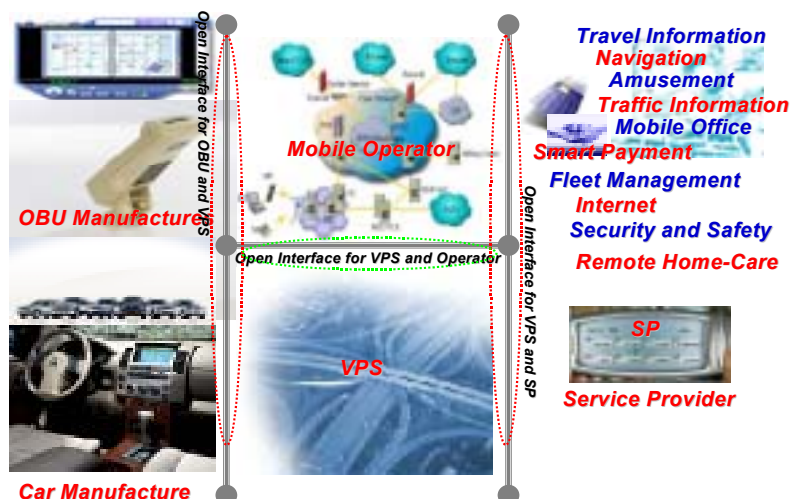 Travel Information
Navigation
Amusement
Traffic Information
Mobile Office
Smart Payment
Fleet Management
Internet
Security and Safety
Remote Home-Care
Open Interface for OBU and VPS
Mobile Operator
OBU Manufactures
Open Interface for VPS and Operator
Open Interface for VPS and SP
VPS
SP
Service Provider
Car Manufacture